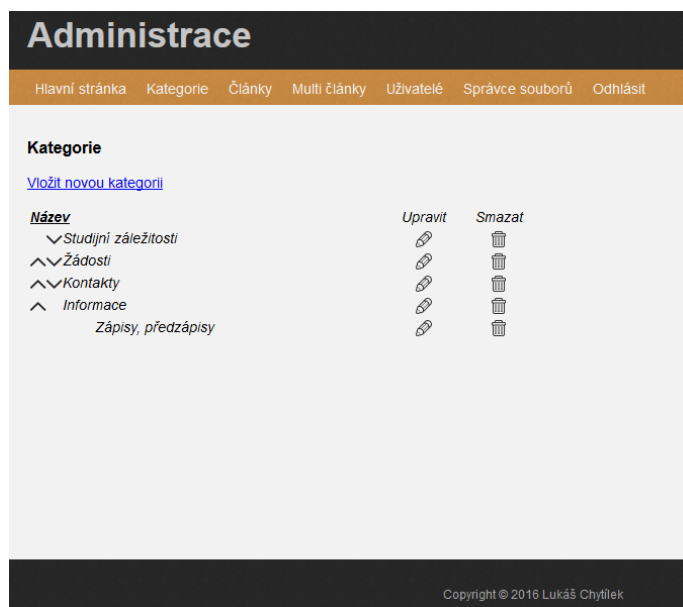 Administrace
Hlavní stránka Kategorie Články Multi články Uživatelé Správce souborů Odhlásit
Kategorie
Vložit novou kategorii
Název Upravit Smazat
Studijní záležitosti
Žádosti
Kontakty
Informace
Zápisy, předzápisy
Copyright © 2016 Lukáš Chytílek